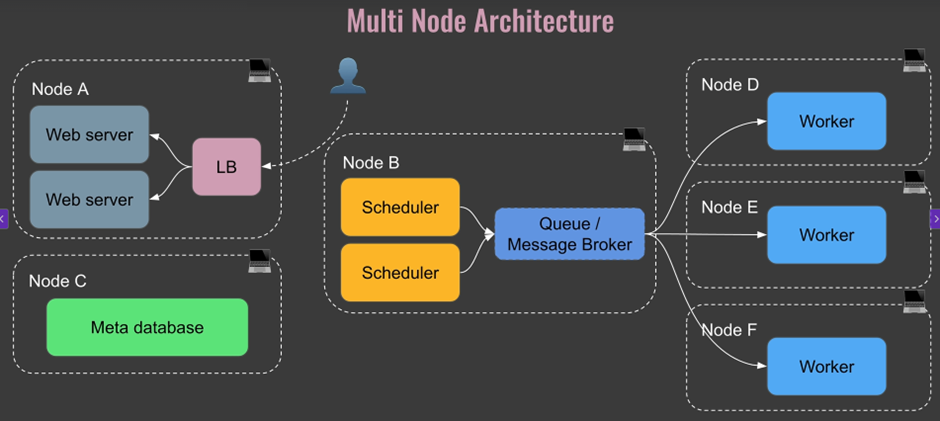 Multi Node Architecture
Node A
Web server
Web server
LB
Node B
Scheduler
Scheduler
Queue /
Message Broker
Node C
Meta database
Node D
Worker
Node E
Worker
Node F
Worker